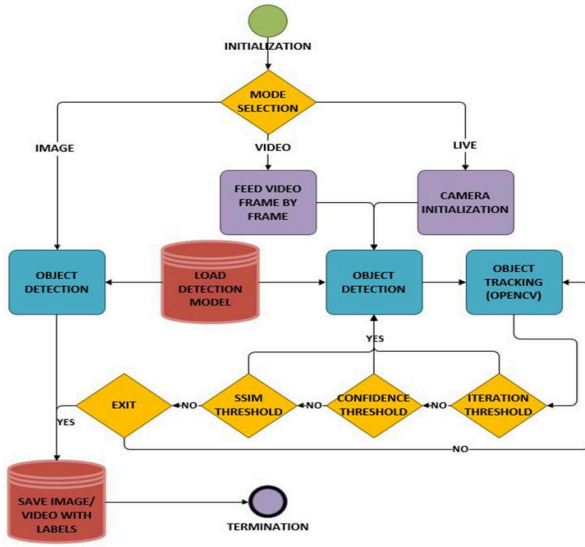 INITIALIZATION
MODE
SELECTION
IMAGE
VIDEO
LIVE
FEED VIDEO
FRAME BY
FRAME
CAMERA
INITIALIZATION
OBJECT
DETECTION
LOAD
DETECTION
MODEL
OBJECT
DETECTION
OBJECT
TRACKING
(OPENCV)
YES
EXIT
NO
SSIM
THRESHOLD
NO
CONFIDENCE
THRESHOLD
NO
ITERATION
THRESHOLD
YES
NO
SAVE IMAGE/
VIDEO WITH
LABELS
TERMINATION